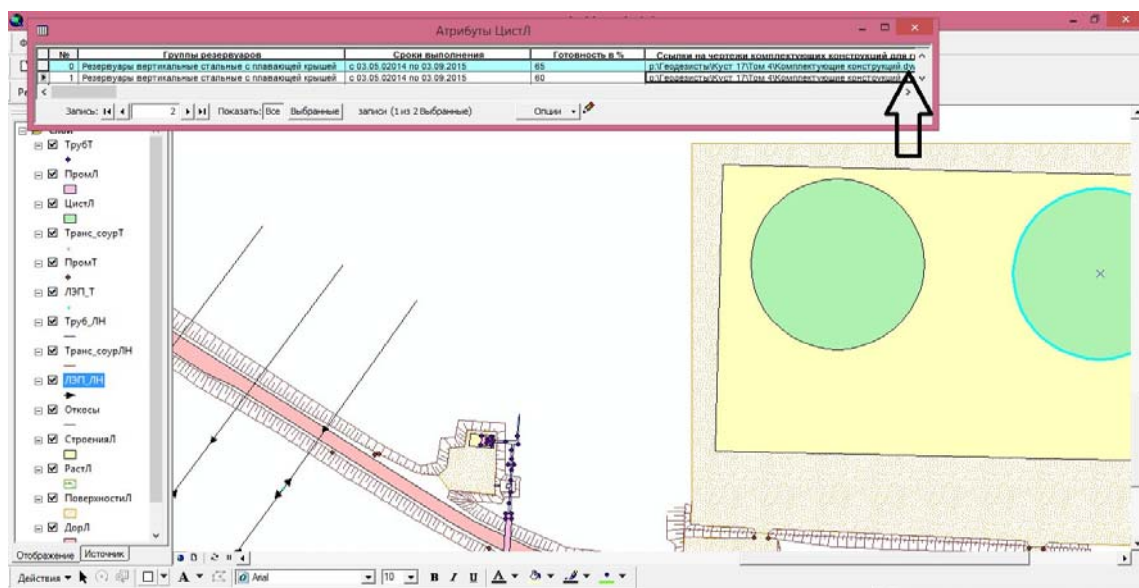 Атрибуты ЦистЛ
№ Группы резервуаров Сроки выполнения Готовность в % Ссылки на чертежи комплектующих конструкций для п
0 Резервуары вертикальные стальные с плавающей крышей с 03.05.02014 по 03.09.2015 65 p:\Геодезисты\Куст 17\Том 4\Комплектующие конструкций.dw
1 Резервуары вертикальные стальные с плавающей крышей с 03.05.02014 по 03.09.2015 60 p:\Геодезисты\Куст 17\Том 4\Комплектующие конструкций
Запись: 2 Показать: Все Выбранные записи (1 из 2 Выбранные) Опции
Слои
ТрубТ
ПромЛ
ЦистЛ
Транс_соурТ
ПромТ
ЛЭП_Т
Труб_ЛН
Транс_соурЛН
ЛЭП_ЛН
Откосы
СтроенияЛ
РастЛ
ПоверхностиЛ
ДорЛ
Отображение Источник
Действия A Arial 10 B I U A